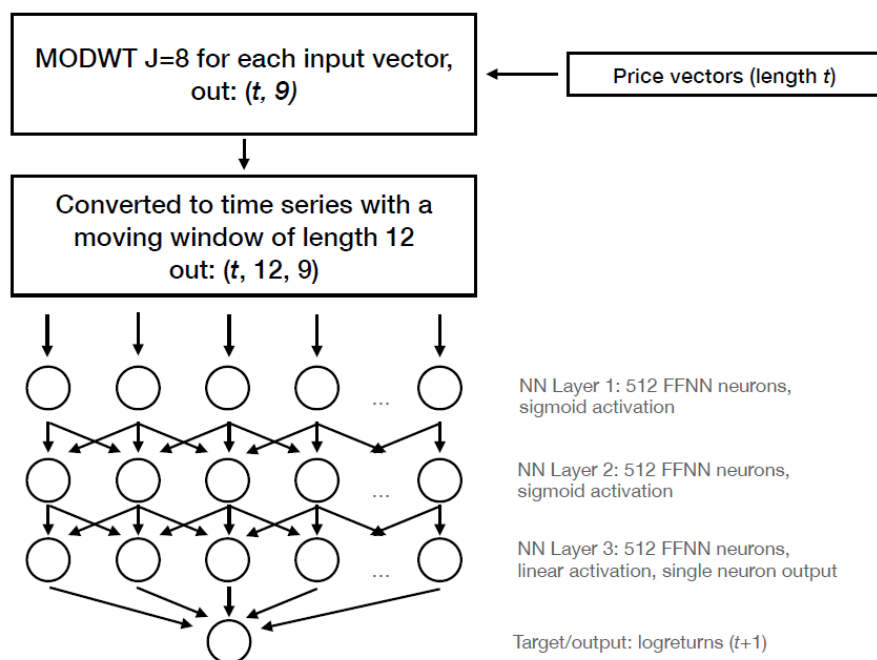 MODWT J=8 for each input vector,
out: (t, 9)
Price vectors (length t)
Converted to time series with a
moving window of length 12
out: (t, 12, 9)
...
NN Layer 1: 512 FFNN neurons,
sigmoid activation
...
NN Layer 2: 512 FFNN neurons,
sigmoid activation
...
NN Layer 3: 512 FFNN neurons,
linear activation, single neuron output
Target/output: logreturns (t+1)